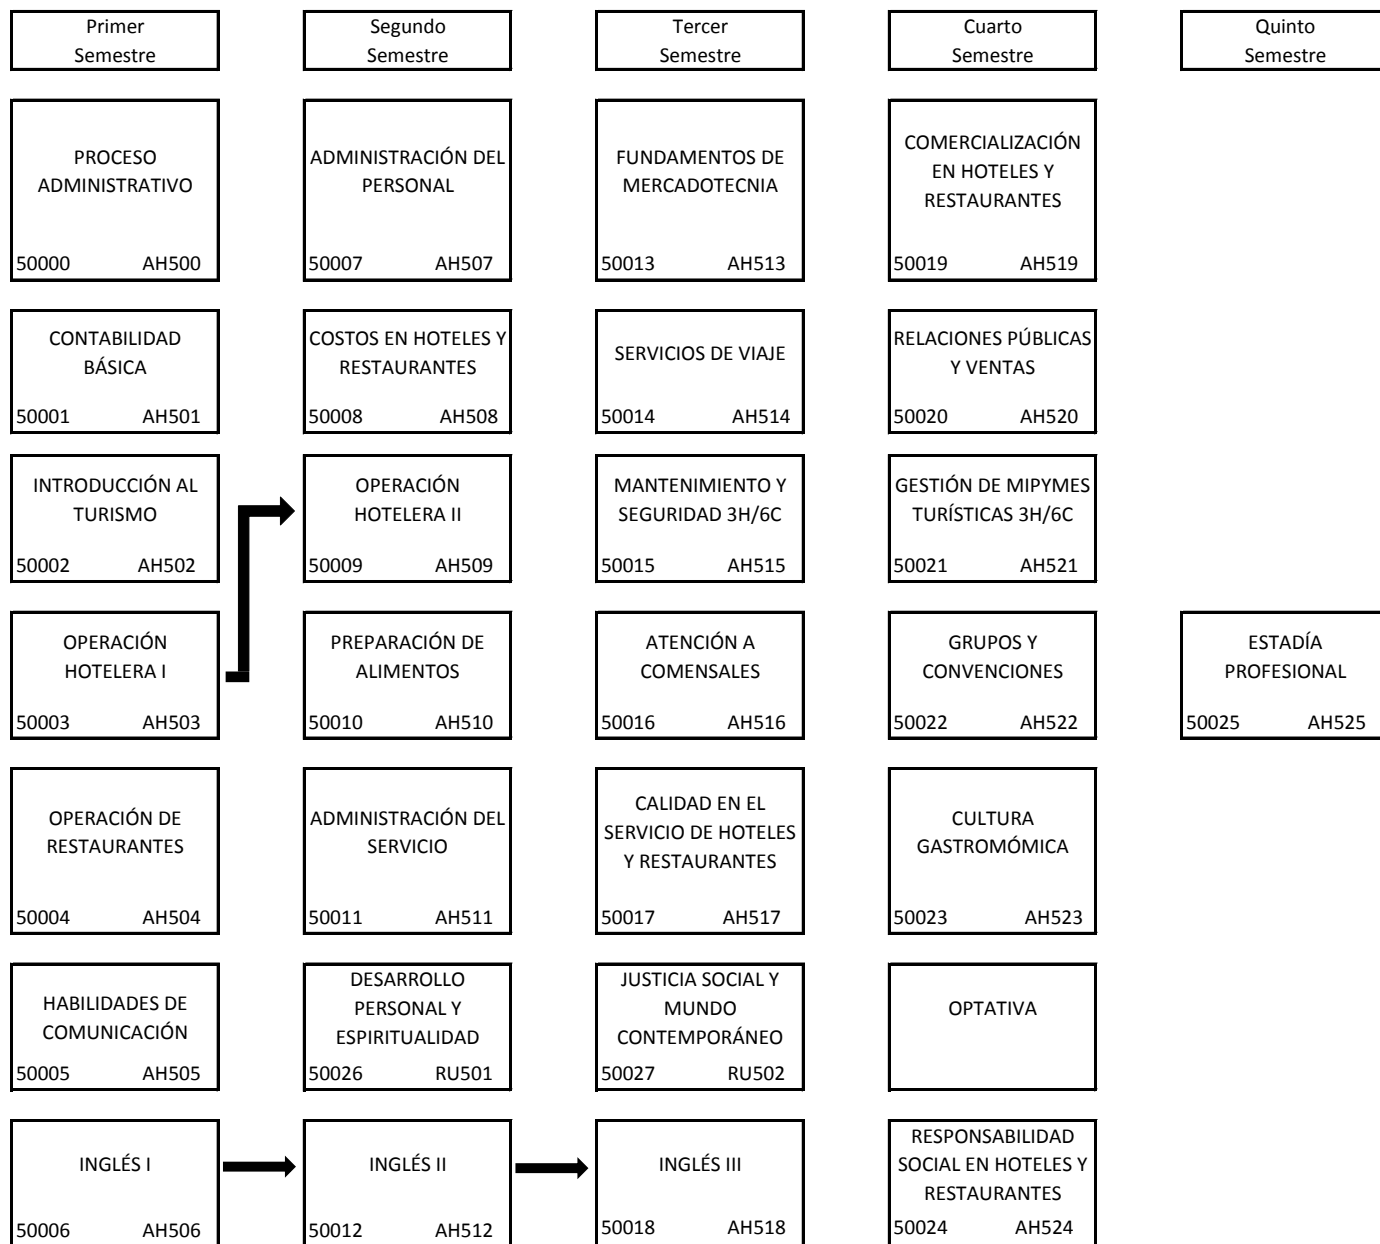 Primer
Semestre
Segundo
Semestre
Tercer
Semestre
Cuarto
Semestre
Quinto
Semestre
PROCESO
ADMINISTRATIVO
50000 AH500
ADMINISTRACIÓN DEL
PERSONAL
50007 AH507
FUNDAMENTOS DE
MERCADOTECNIA
50013 AH513
COMERCIALIZACIÓN
EN HOTELES Y
RESTAURANTES
50019 AH519
CONTABILIDAD
BÁSICA
50001 AH501
COSTOS EN HOTELES Y
RESTAURANTES
50008 AH508
SERVICIOS DE VIAJE
50014 AH514
RELACIONES PÚBLICAS
Y VENTAS
50020 AH520
INTRODUCCIÓN AL
TURISMO
50002 AH502
OPERACIÓN
HOTELERA II
50009 AH509
MANTENIMIENTO Y
SEGURIDAD 3H/6C
50015 AH515
GESTIÓN DE MIPYMES
TURÍSTICAS 3H/6C
50021 AH521
OPERACIÓN
HOTELERA I
50003 AH503
PREPARACIÓN DE
ALIMENTOS
50010 AH510
ATENCIÓN A
COMENSALES
50016 AH516
GRUPOS Y
CONVENCIONES
50022 AH522
ESTADÍA
PROFESIONAL
50025 AH525
OPERACIÓN DE
RESTAURANTES
50004 AH504
ADMINISTRACIÓN DEL
SERVICIO
50011 AH511
CALIDAD EN EL
SERVICIO DE HOTELES
Y RESTAURANTES
50017 AH517
CULTURA
GASTROMÓMICA
50023 AH523
HABILIDADES DE
COMUNICACIÓN
50005 AH505
DESARROLLO
PERSONAL Y
ESPIRITUALIDAD
50026 RU501
JUSTICIA SOCIAL Y
MUNDO
CONTEMPORÁNEO
50027 RU502
OPTATIVA
INGLÉS I
50006 AH506
INGLÉS II
50012 AH512
INGLÉS III
50018 AH518
RESPONSABILIDAD
SOCIAL EN HOTELES Y
RESTAURANTES
50024 AH524